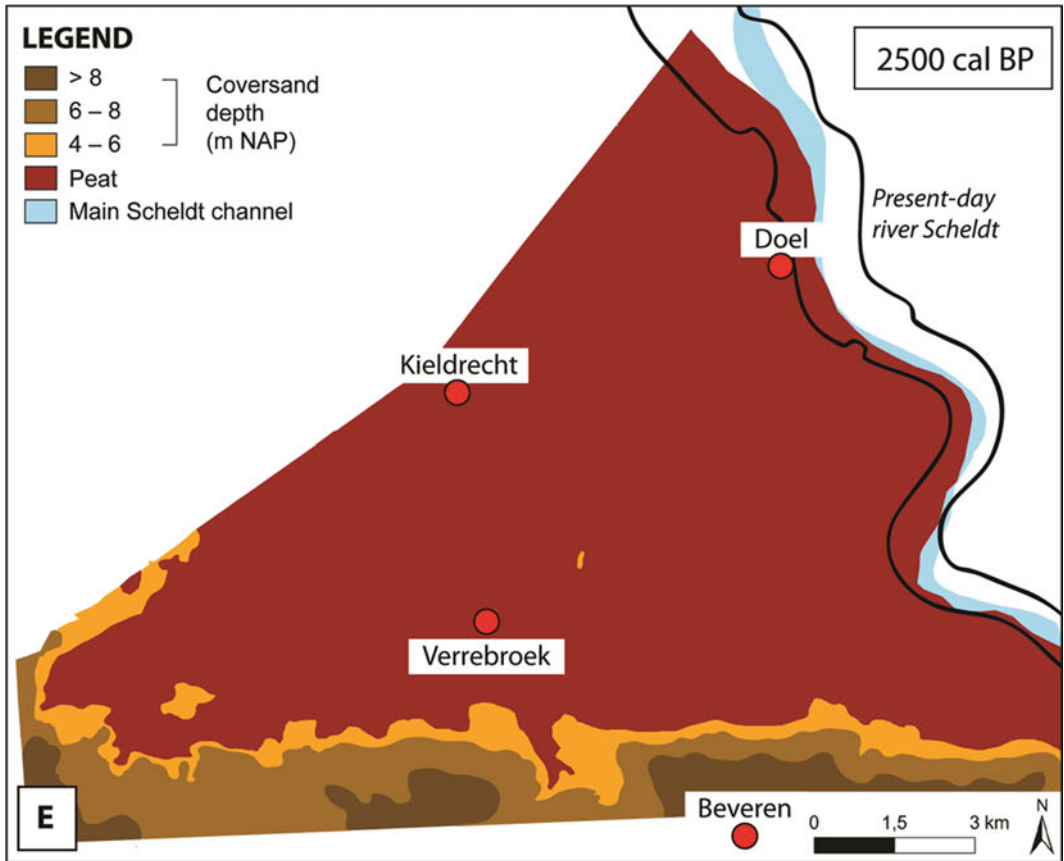 LEGEND
> 8
6 – 8
4 – 6
Coversand
depth
(m NAP)
Peat
Main Scheldt channel
2500 cal BP
Present-day
river Scheldt
Doel
Kieldrecht
Verrebroek
Beveren
E
0 1,5 3 km
N